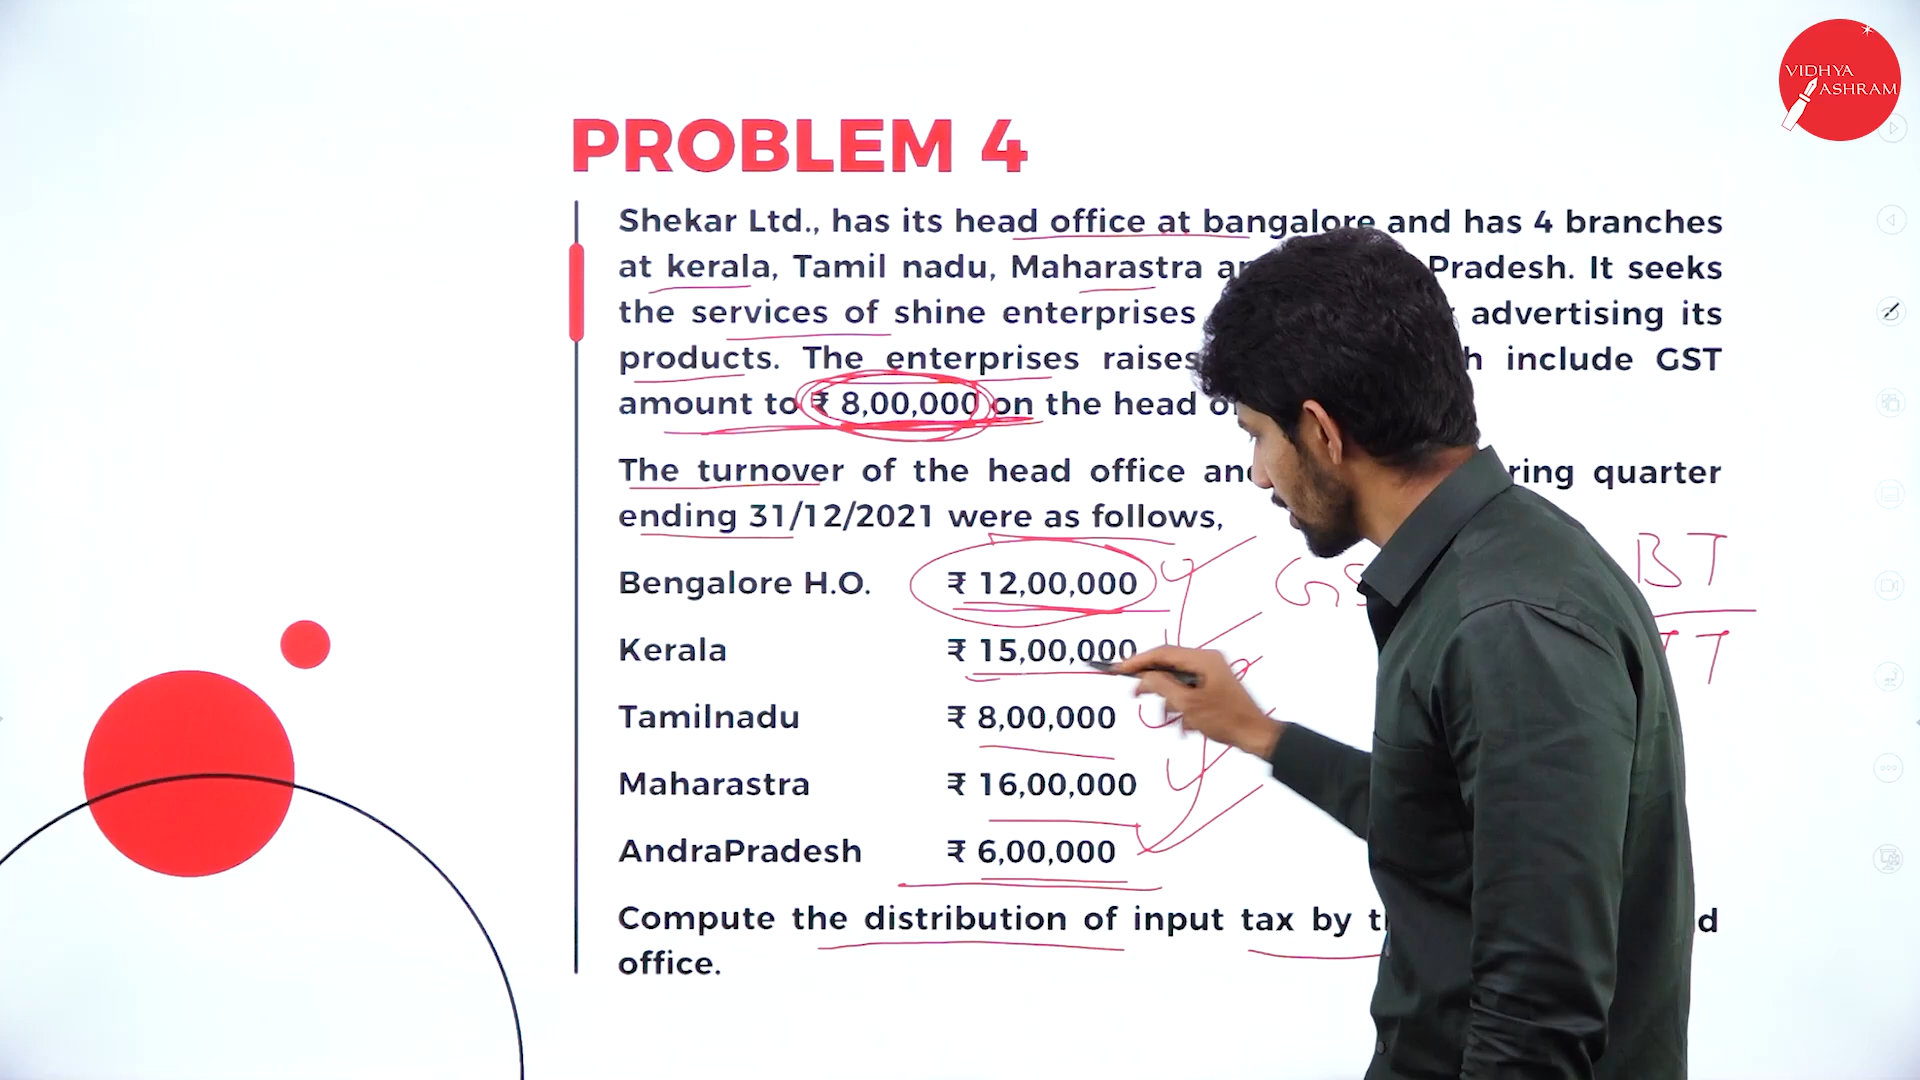 VIDHYA
ASHRAM
PROBLEM 4
Shekar Ltd., has its head office at bangalore and has 4 branches
at kerala, Tamil nadu, Maharastra Pradesh. It seeks
the services of shine enterprises advertising its
products. The enterprises raises include GST
amount to ₹ 8,00,000 on the head
The turnover of the head office quarter
ending 31/12/2021 were as follows,
BT
Bengalore H.O. ₹ 12,00,000
Kerala ₹ 15,00,000
Tamilnadu ₹ 8,00,000
Maharastra ₹ 16,00,000
AndraPradesh ₹ 6,00,000
Compute the distribution of input tax by
office.